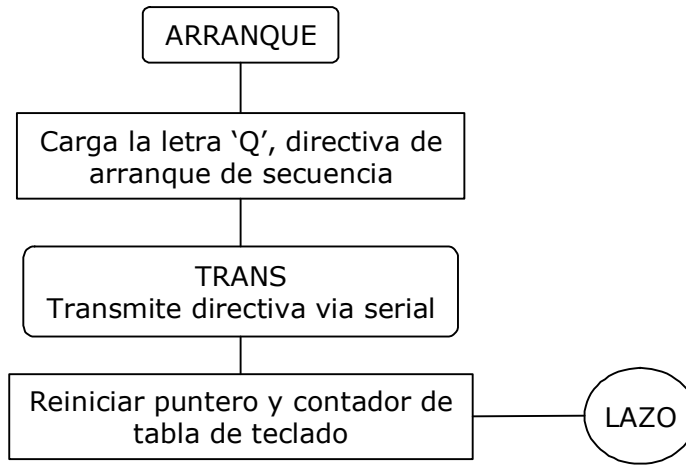 ARRANQUE
Carga la letra ‘Q’, directiva de
arranque de secuencia
TRANS
Transmite directiva via serial
Reiniciar puntero y contador de
tabla de teclado
LAZO